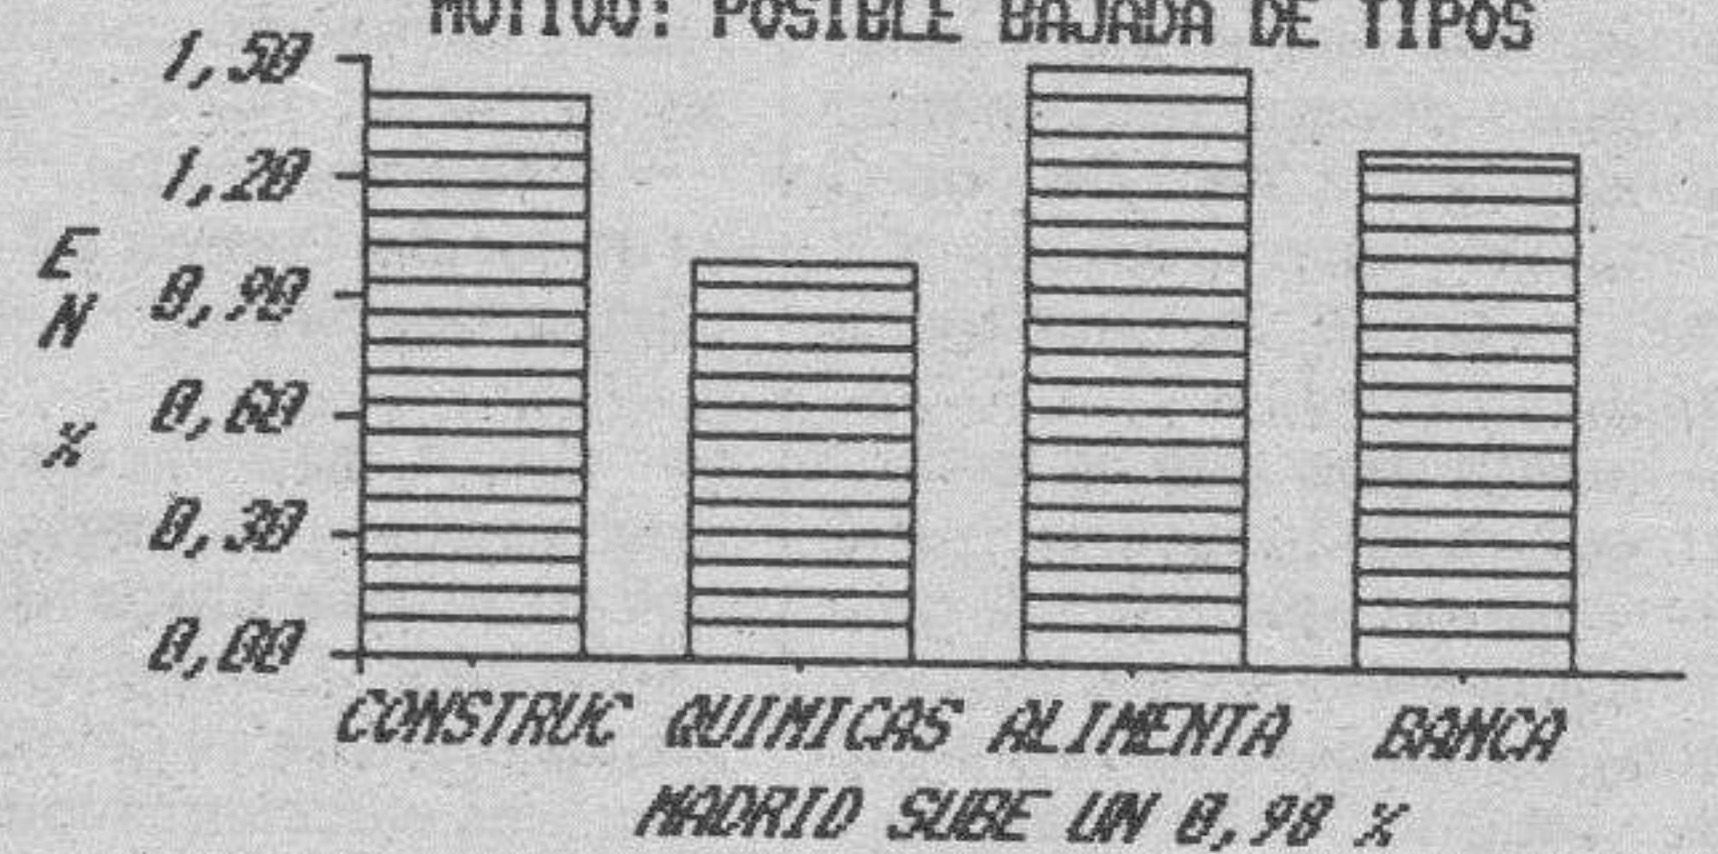 MOTIVO: POSIBLE BAJADA DE TIPOS
1,50
1,20
0,90
0,60
0,30
0,00
EN %
CONSTRUC QUIMICAS ALIMENTA BANCA
MADRID SUBE UN 0,98 %